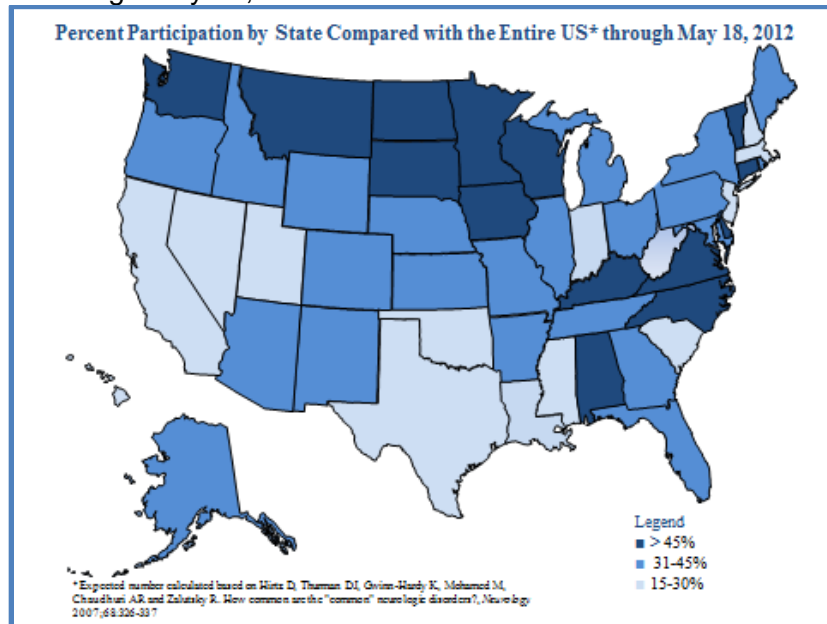 Percent Participation by State Compared with the Entire US* through May 18, 2012
Legend
> 45%
31-45%
15-30%
*Expected number calculated based on Hirtz D, Thurman DJ, Gwinn-Hardy K, Mohamed M,
Chaudhuri AR and Zalutsky R. How common are the "common" neurologic disorders?, Neurology
2007;68:326-337